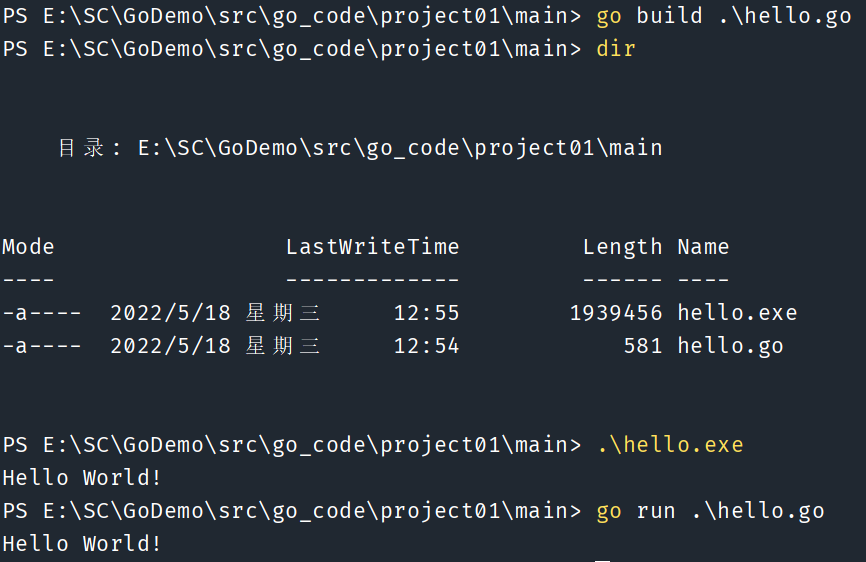 PS E:\SC\GoDemo\src\go_code\project01\main> go build .\hello.go
PS E:\SC\GoDemo\src\go_code\project01\main> dir
目录: E:\SC\GoDemo\src\go_code\project01\main
Mode LastWriteTime Length Name
---- ------------- ------ ----
-a---- 2022/5/18 星期三 12:55 1939456 hello.exe
-a---- 2022/5/18 星期三 12:54 581 hello.go
PS E:\SC\GoDemo\src\go_code\project01\main> .\hello.exe
Hello World!
PS E:\SC\GoDemo\src\go_code\project01\main> go run .\hello.go
Hello World!